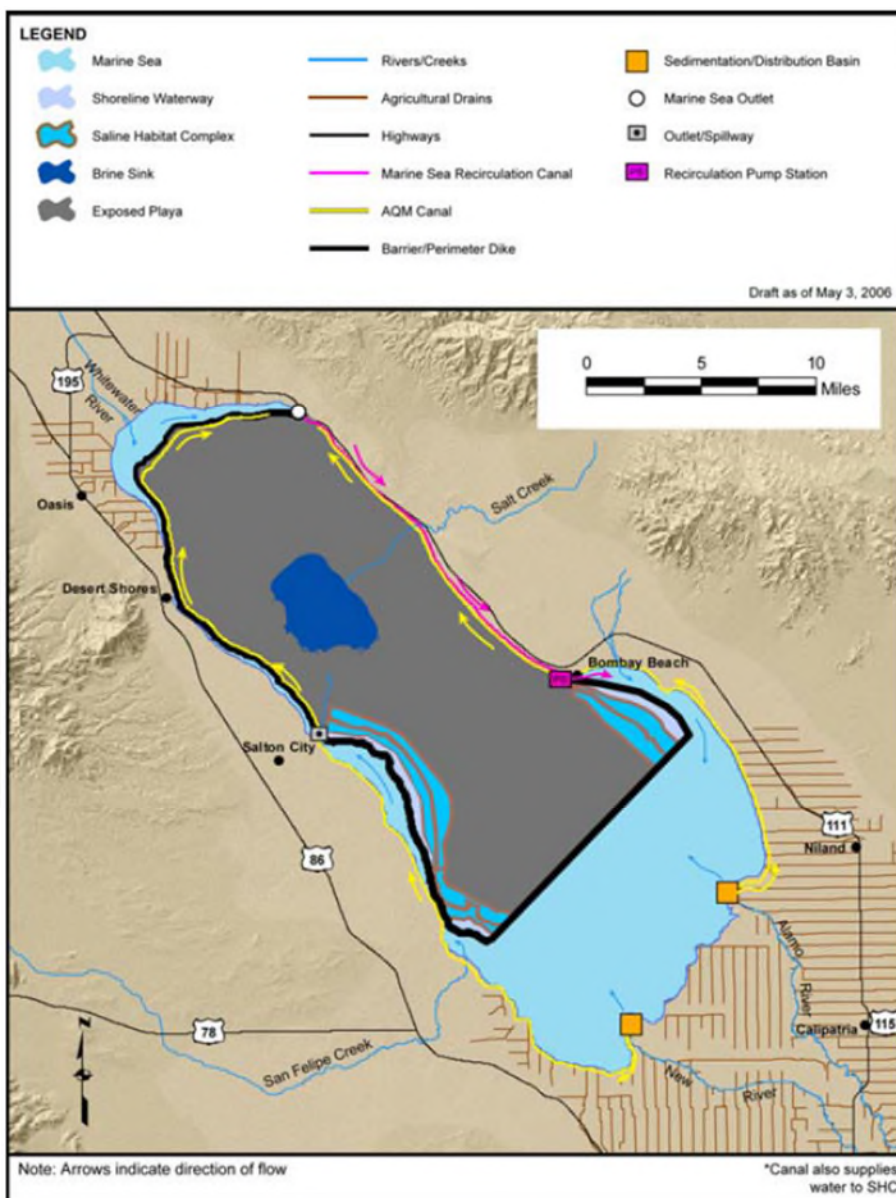 LEGEND
Marine Sea
Shoreline Waterway
Saline Habitat Complex
Brine Sink
Exposed Playa
Rivers/Creeks
Agricultural Drains
Highways
Marine Sea Recirculation Canal
AQM Canal
Barrier/Perimeter Dike
Sedimentation/Distribution Basin
Marine Sea Outlet
Outlet/Spillway
PS
Recirculation Pump Station
Draft as of May 3, 2006
0 5 10
Miles
195
Whitewater
River
Oasis
Salt Creek
Desert Shores
Bombay Beach
PS
Salton City
111
Niland
86
Alamo
River
78
Calipatria
115
San Felipe Creek
New
River
N
Note: Arrows indicate direction of flow
*Canal also supplies
water to SHC